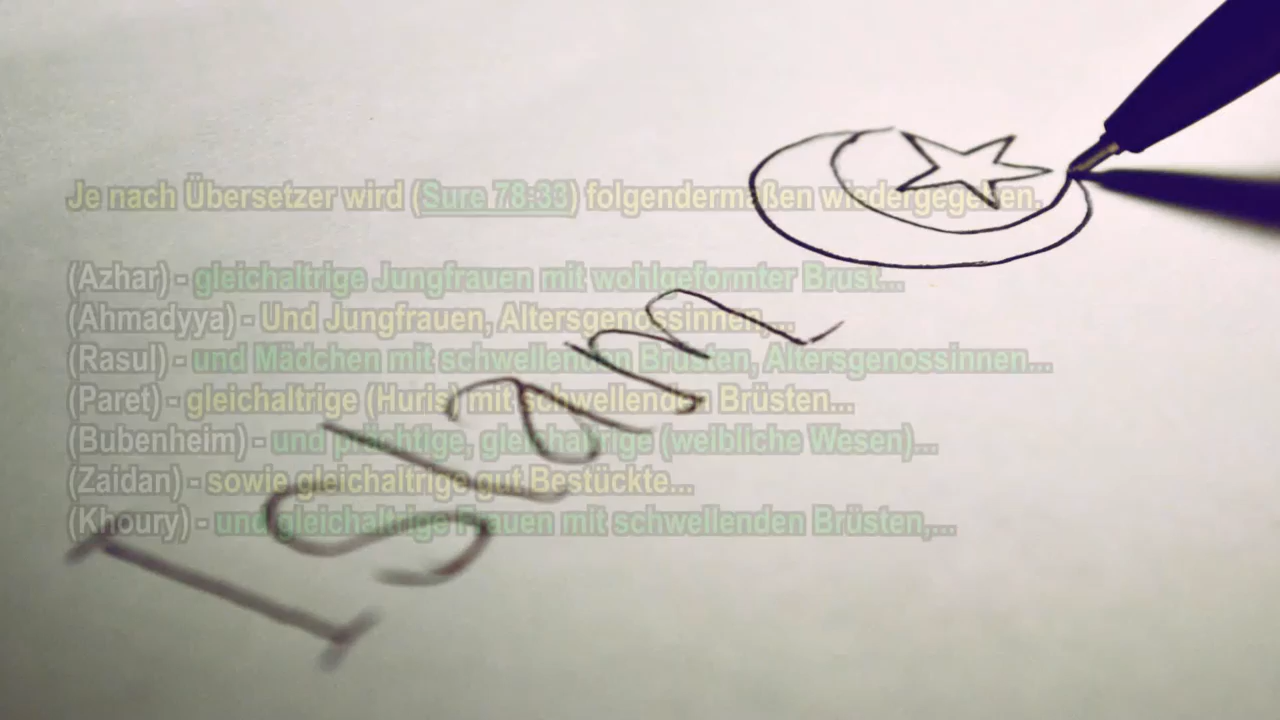 Je nach Übersetzer wird (Sure 78:33) folgendermaßen wiedergegeben.
(Azhar) - gleichaltrige Jungfrauen mit wohlgeformter Brust...
(Ahmadyya) - Und Jungfrauen, Altersgenossinnen,...
(Rasul) - und Mädchen mit schwellenden Brüsten, Altersgenossinnen...
(Paret) - gleichaltrige (Huris) mit schwellenden Brüsten...
(Bubenheim) - und prächtige, gleichaltrige (weibliche Wesen)...
(Zaidan) - sowie gleichaltrige gut Bestückte...
(Khoury) - und gleichaltrige Frauen mit schwellenden Brüsten,...
Islam